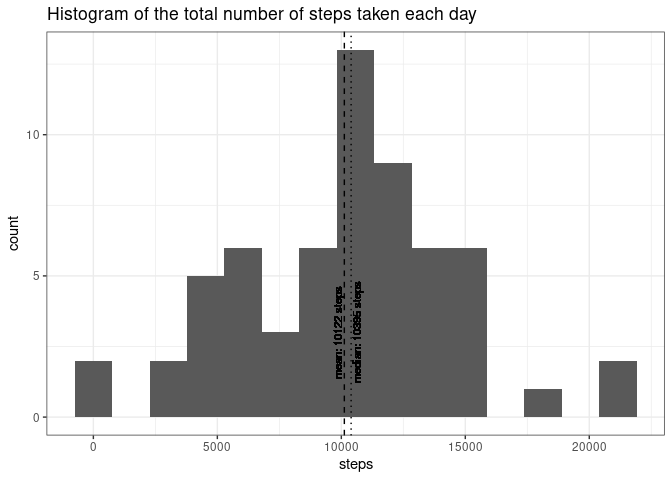 Histogram of the total number of steps taken each day
count
10
5
0
mean: 10122 steps
median: 10395 steps
0 5000 10000 15000 20000
steps